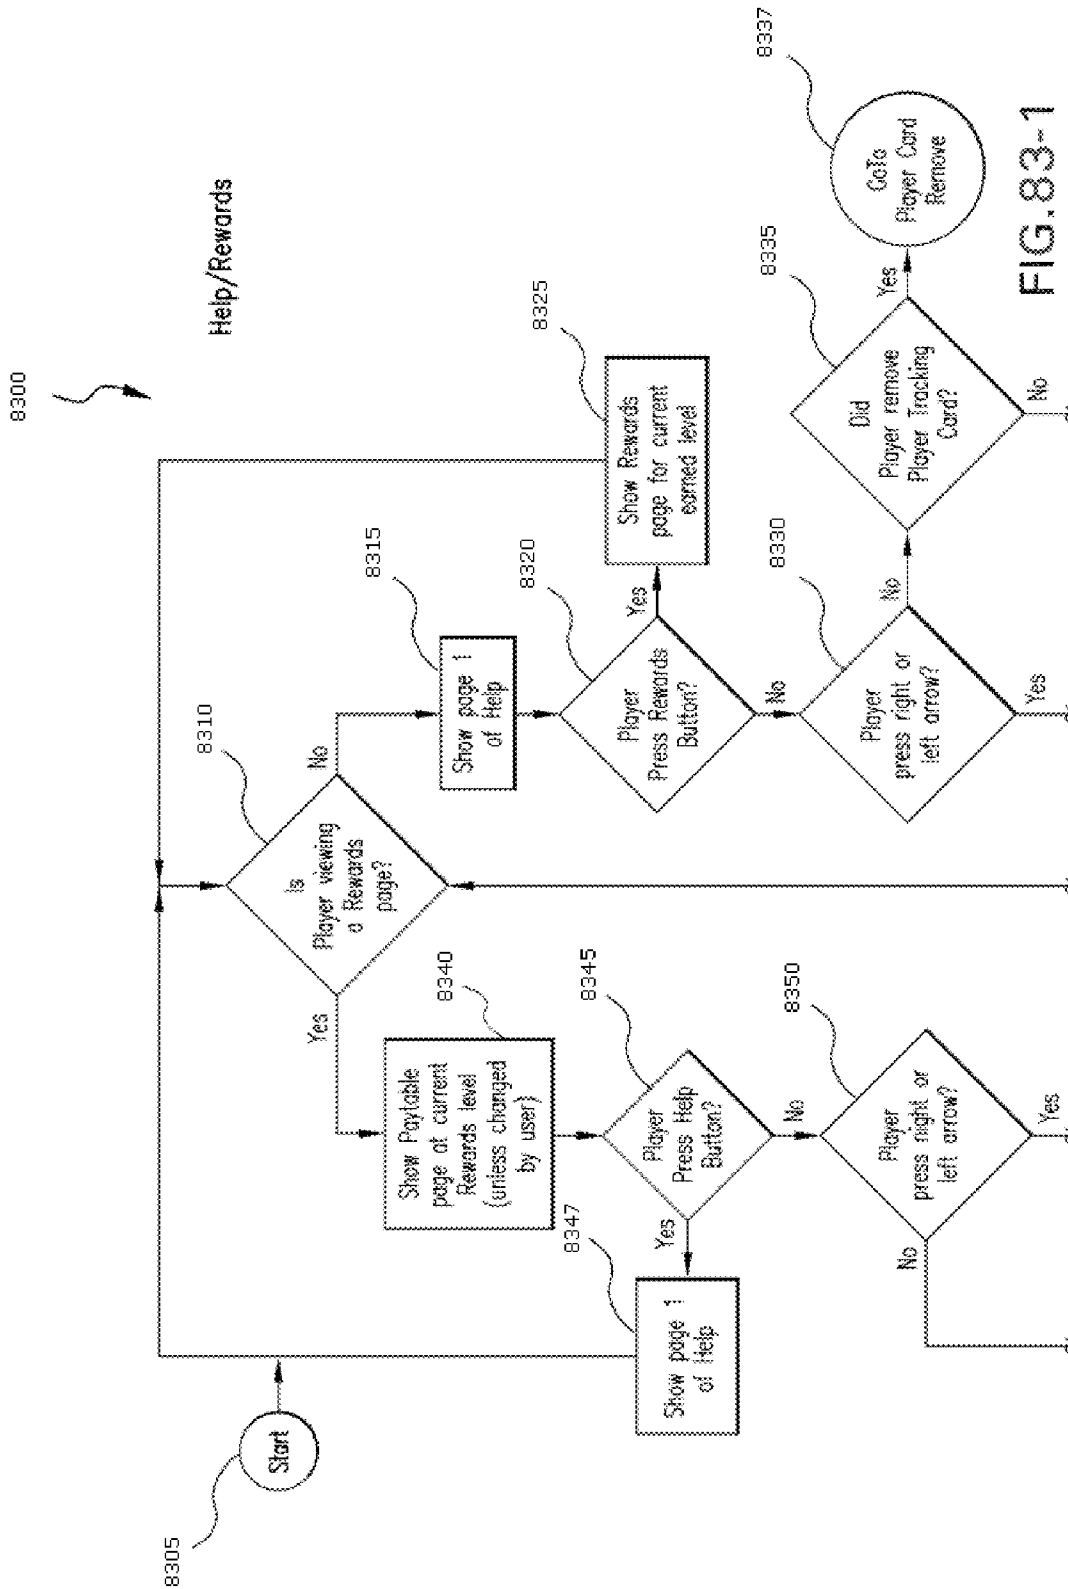 8300
Help/Rewards
8305
Start
8310
Is
Player viewing
a Rewards
page?
Yes
No
8340
Show Paytable
page at current
Rewards level
(unless changed
by user)
8315
Show page 1
of Help
8345
Player
Press Help
Button?
Yes
No
8347
Show page 1
of Help
8320
Player
Press Rewards
Button?
Yes
No
8325
Show Rewards
page for current
earned level
8350
Player
press right or
left arrow?
No
Yes
8330
Player
press right or
left arrow?
No
Yes
8335
Did
Player remove
Player Tracking
Card?
Yes
No
8337
GoTo
Player Card
Remove
FIG.83-1